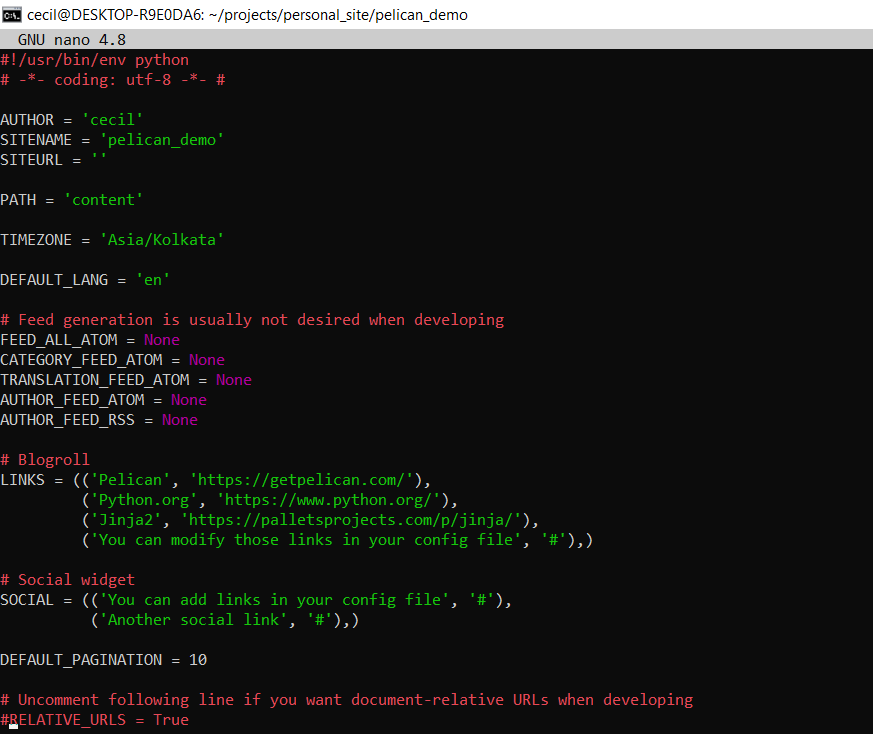 cecil@DESKTOP-R9E0DA6: ~/projects/personal_site/pelican_demo
GNU nano 4.8
#!/usr/bin/env python
# -*- coding: utf-8 -*- #
AUTHOR = 'cecil'
SITENAME = 'pelican_demo'
SITEURL = ''
PATH = 'content'
TIMEZONE = 'Asia/Kolkata'
DEFAULT_LANG = 'en'
# Feed generation is usually not desired when developing
FEED_ALL_ATOM = None
CATEGORY_FEED_ATOM = None
TRANSLATION_FEED_ATOM = None
AUTHOR_FEED_ATOM = None
AUTHOR_FEED_RSS = None
# Blogroll
LINKS = (('Pelican', 'https://getpelican.com/'),
('Python.org', 'https://www.python.org/'),
('Jinja2', 'https://palletsprojects.com/p/jinja/'),
('You can modify those links in your config file', '#'),)
# Social widget
SOCIAL = (('You can add links in your config file', '#'),
('Another social link', '#'),)
DEFAULT_PAGINATION = 10
# Uncomment following line if you want document-relative URLs when developing
#RELATIVE_URLS = True